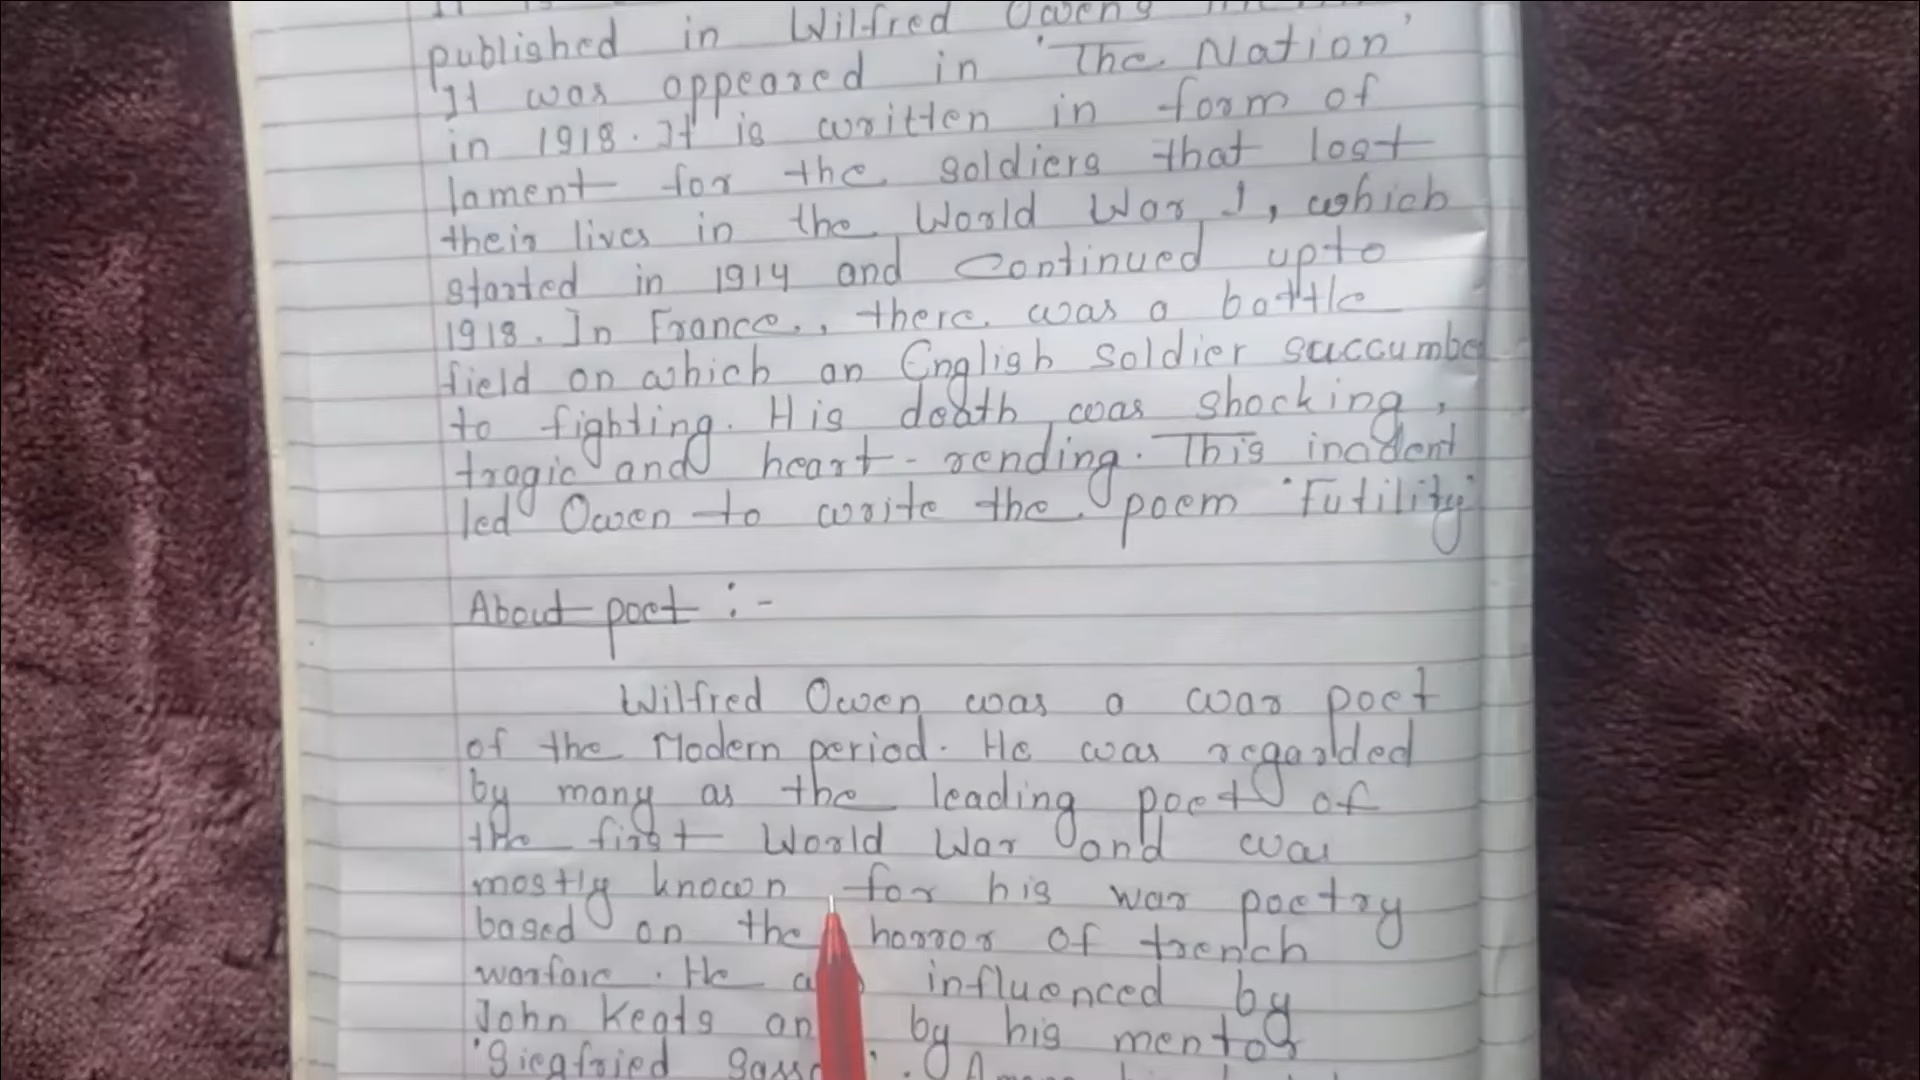 published in Wilfred Owen's
It was appeared in 'The Nation'
in 1918. It is written in form of
lament for the soldiers that lost
their lives in the World War I, which
started in 1914 and continued upto
1918. In France, there was a battle
field on which an English soldier succumbe
to fighting. His death was shocking,
tragic and heart-rending. This incident
led Owen to write the poem 'Futility'
About poet :-
Wilfred Owen was a war poet
of the Modern period. He was regarded
by many as the leading poet of
the first World War and was
mostly known for his war poetry
based on the horror of trench
warfare. He influenced by
John Keats an by his mentor
'Siegfried Sasso